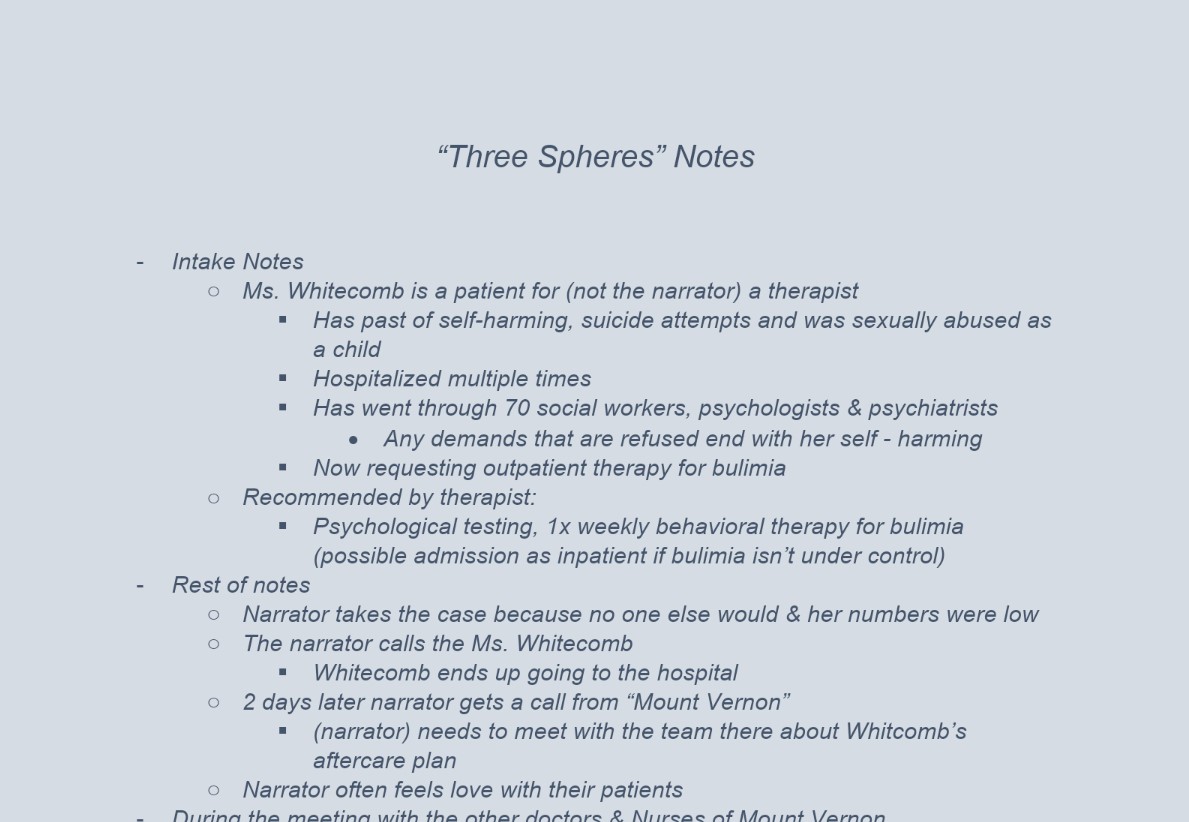 “Three Spheres” Notes
- Intake Notes
○ Ms. Whitecomb is a patient for (not the narrator) a therapist
▪ Has past of self-harming, suicide attempts and was sexually abused as
a child
▪ Hospitalized multiple times
▪ Has went through 70 social workers, psychologists & psychiatrists
● Any demands that are refused end with her self - harming
▪ Now requesting outpatient therapy for bulimia
○ Recommended by therapist:
▪ Psychological testing, 1x weekly behavioral therapy for bulimia
(possible admission as inpatient if bulimia isn’t under control)
- Rest of notes
○ Narrator takes the case because no one else would & her numbers were low
○ The narrator calls the Ms. Whitecomb
▪ Whitecomb ends up going to the hospital
○ 2 days later narrator gets a call from “Mount Vernon”
▪ (narrator) needs to meet with the team there about Whitcomb’s
aftercare plan
○ Narrator often feels love with their patients
- During the meeting with the other doctors & Nurses of Mount Vernon